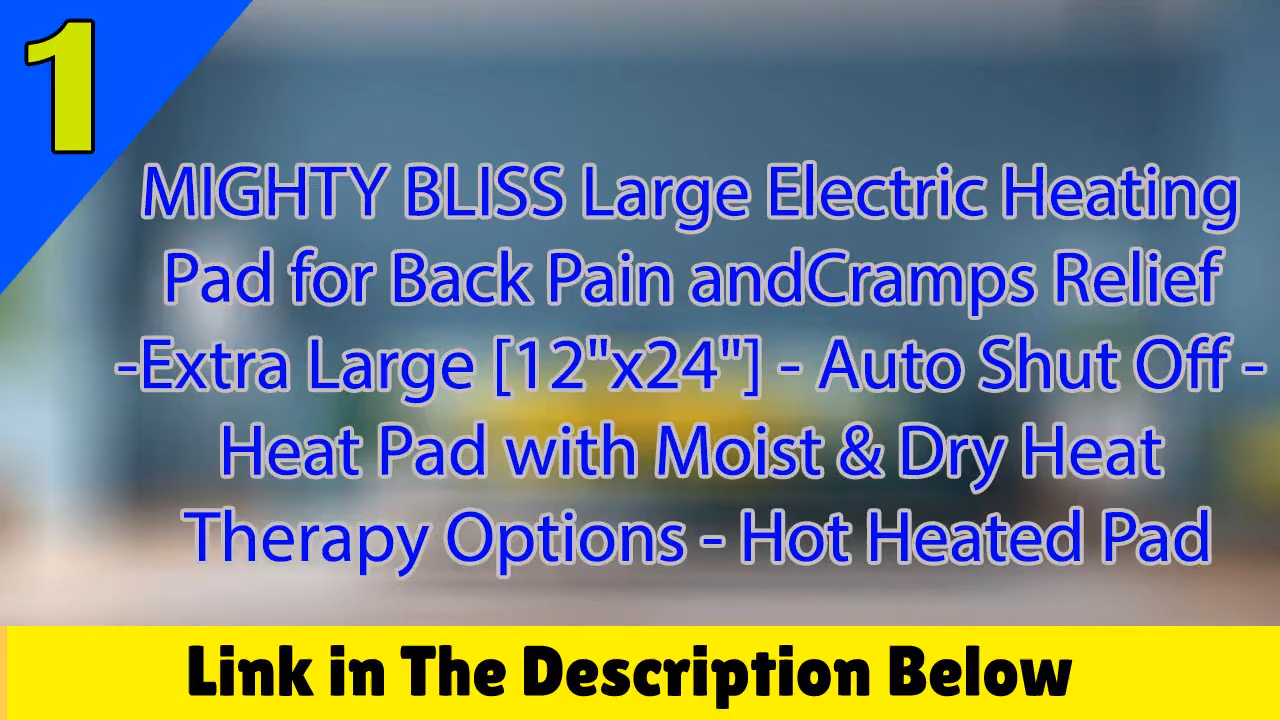 1
MIGHTY BLISS Large Electric Heating
Pad for Back Pain andCramps Relief
-Extra Large [12"x24"] - Auto Shut Off -
Heat Pad with Moist & Dry Heat
Therapy Options - Hot Heated Pad
Link in The Description Below